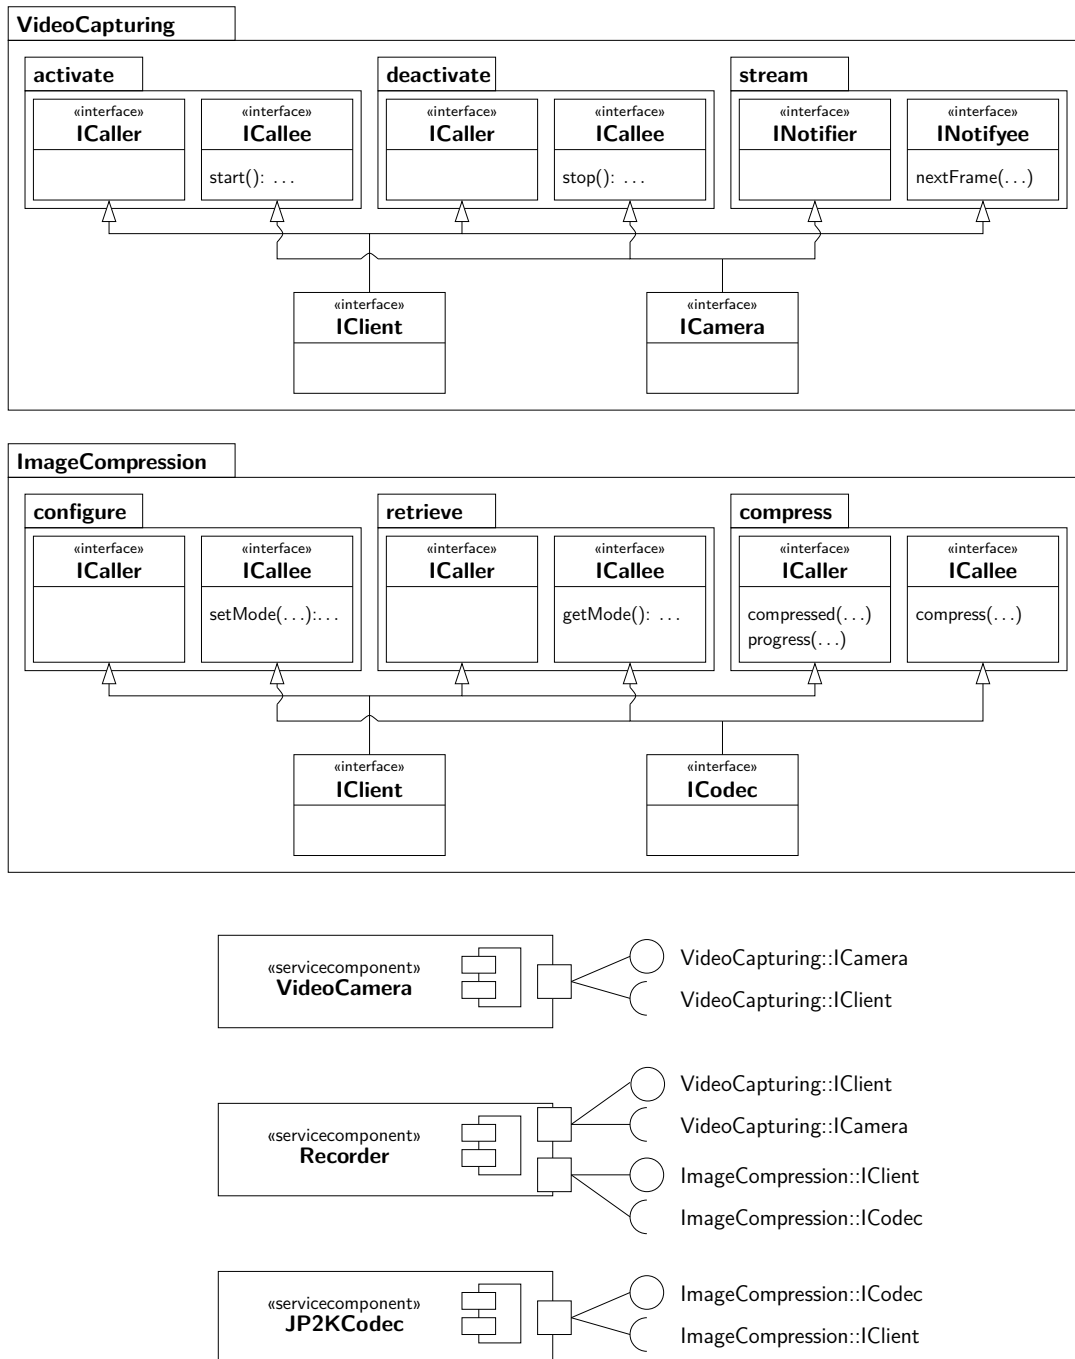 VideoCapturing
activate
deactivate
stream
«interface»
ICaller
«interface»
ICallee
start(): ...
«interface»
ICaller
«interface»
ICallee
stop(): ...
«interface»
INotifier
«interface»
INotifyee
nextFrame(...)
«interface»
IClient
«interface»
ICamera
ImageCompression
configure
retrieve
compress
«interface»
ICaller
«interface»
ICallee
setMode(...):...
«interface»
ICaller
«interface»
ICallee
getMode(): ...
«interface»
ICaller
compressed(...)
progress(...)
«interface»
ICallee
compress(...)
«interface»
IClient
«interface»
ICodec
«servicecomponent»
VideoCamera
VideoCapturing::ICamera
VideoCapturing::IClient
«servicecomponent»
Recorder
VideoCapturing::IClient
VideoCapturing::ICamera
ImageCompression::IClient
ImageCompression::ICodec
«servicecomponent»
JP2KCodec
ImageCompression::ICodec
ImageCompression::IClient